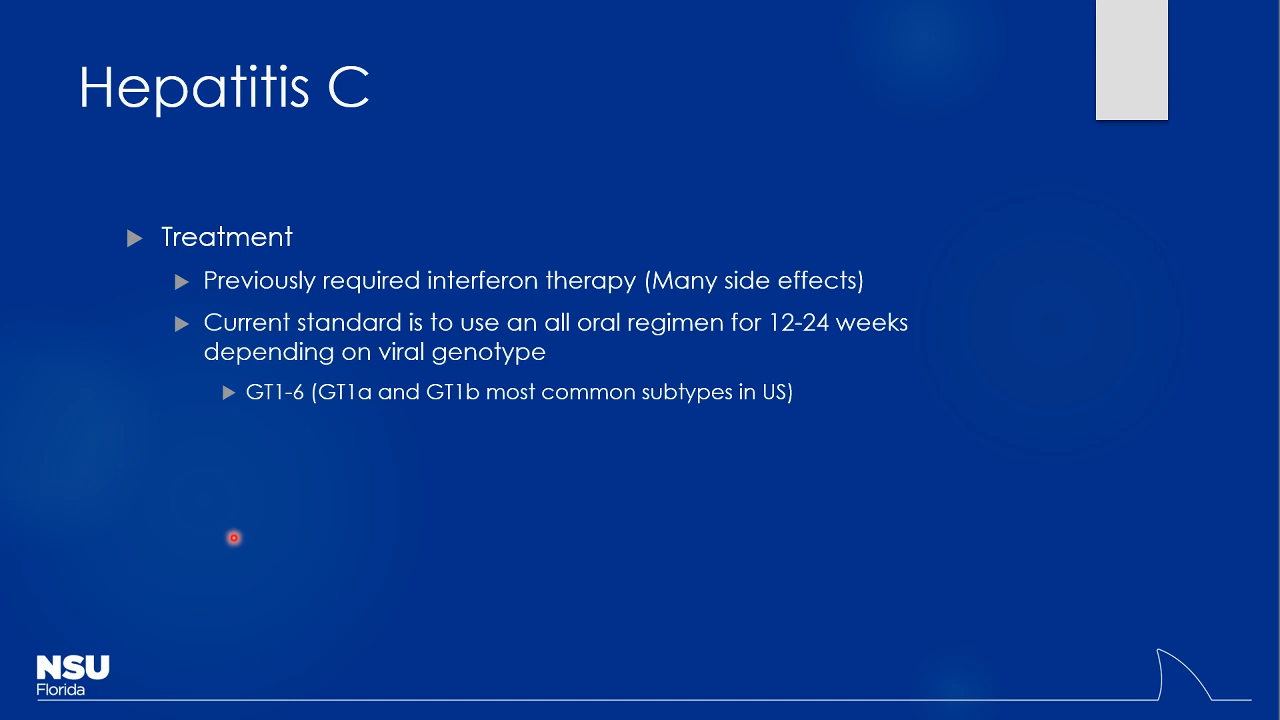 Hepatitis C
Treatment
Previously required interferon therapy (Many side effects)
Current standard is to use an all oral regimen for 12-24 weeks
depending on viral genotype
GT1-6 (GT1a and GT1b most common subtypes in US)
NSU
Florida